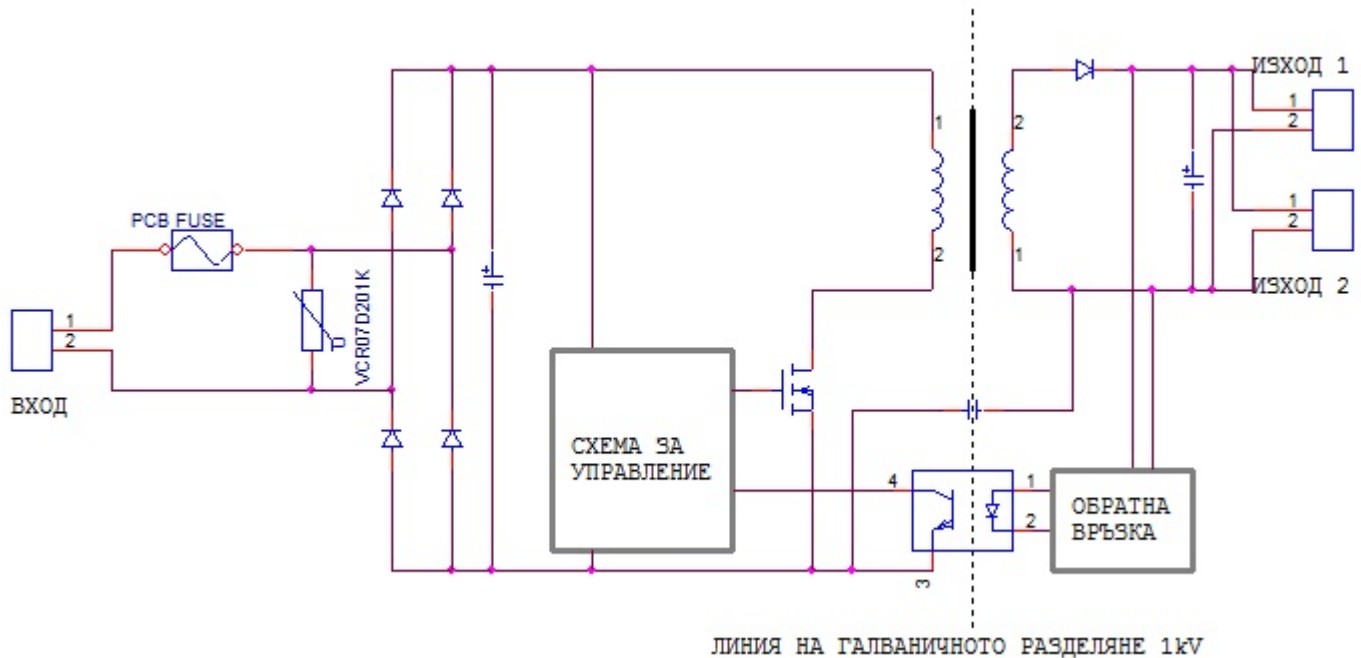 ИЗХОД 1
1
2
1
2
1
2
1
2
ИЗХОД 2
PCB FUSE
VCR07D201K
1
2
ВХОД
СХЕМА ЗА
УПРАВЛЕНИЕ
4
3
1
2
ОБРАТНА
ВРЪЗКА
ЛИНИЯ НА ГАЛВАНИЧНОТО РАЗДЕЛЯНЕ 1kV